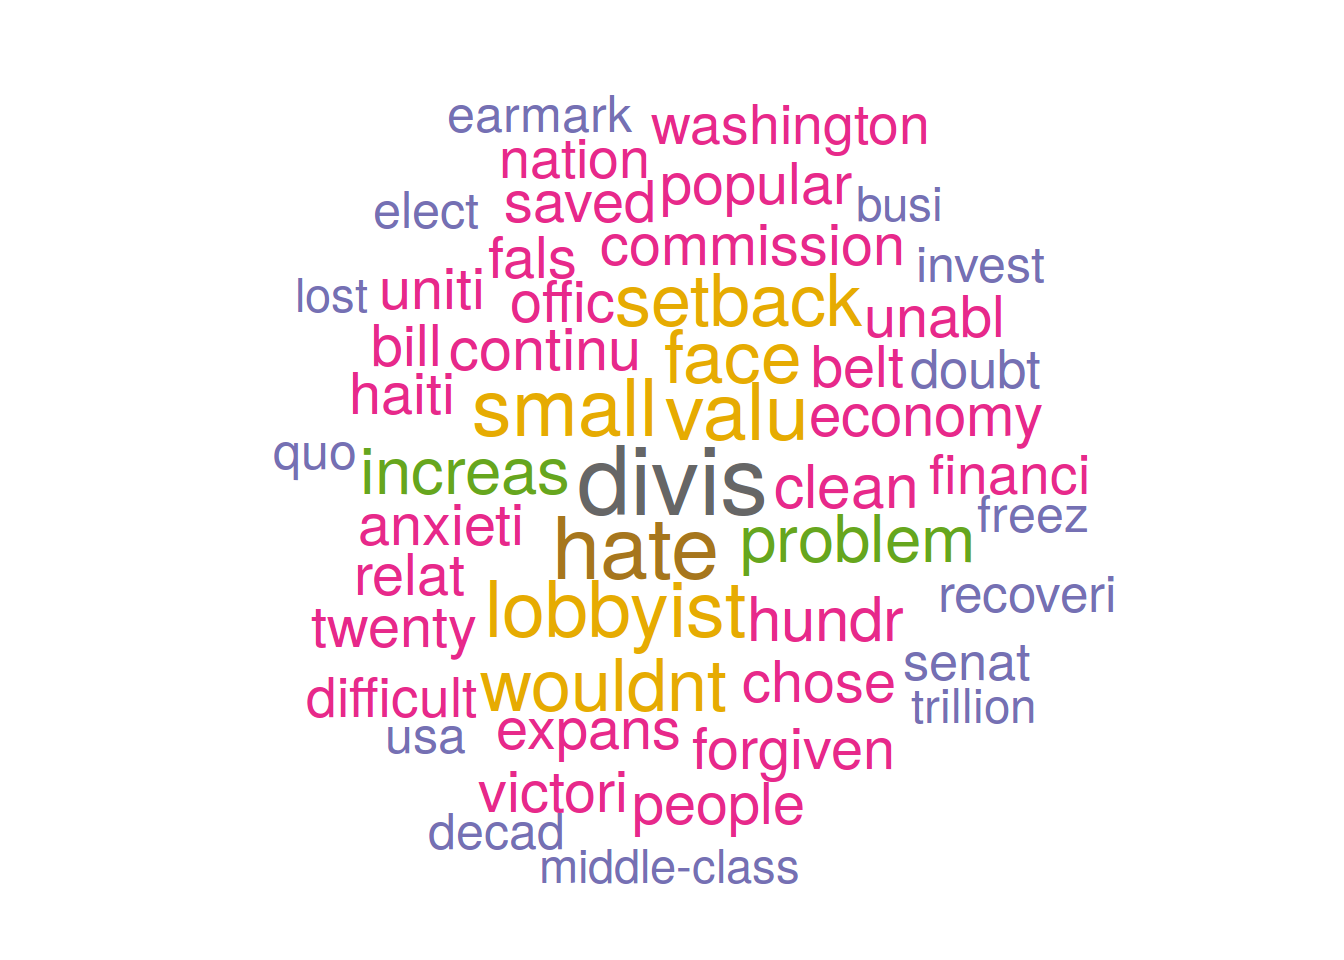 earmark washington
nation
saved popular busi
elect
fals commission invest
lost uniti offic setback unabl
bill continu face belt doubt
haiti small valu economy
quo increas divis clean financi
anxieti hate problem freez
relat lobbyist hundr recoveri
twenty
difficult wouldnt chose senat
usa expans forgiven trillion
victori people
decad
middle-class